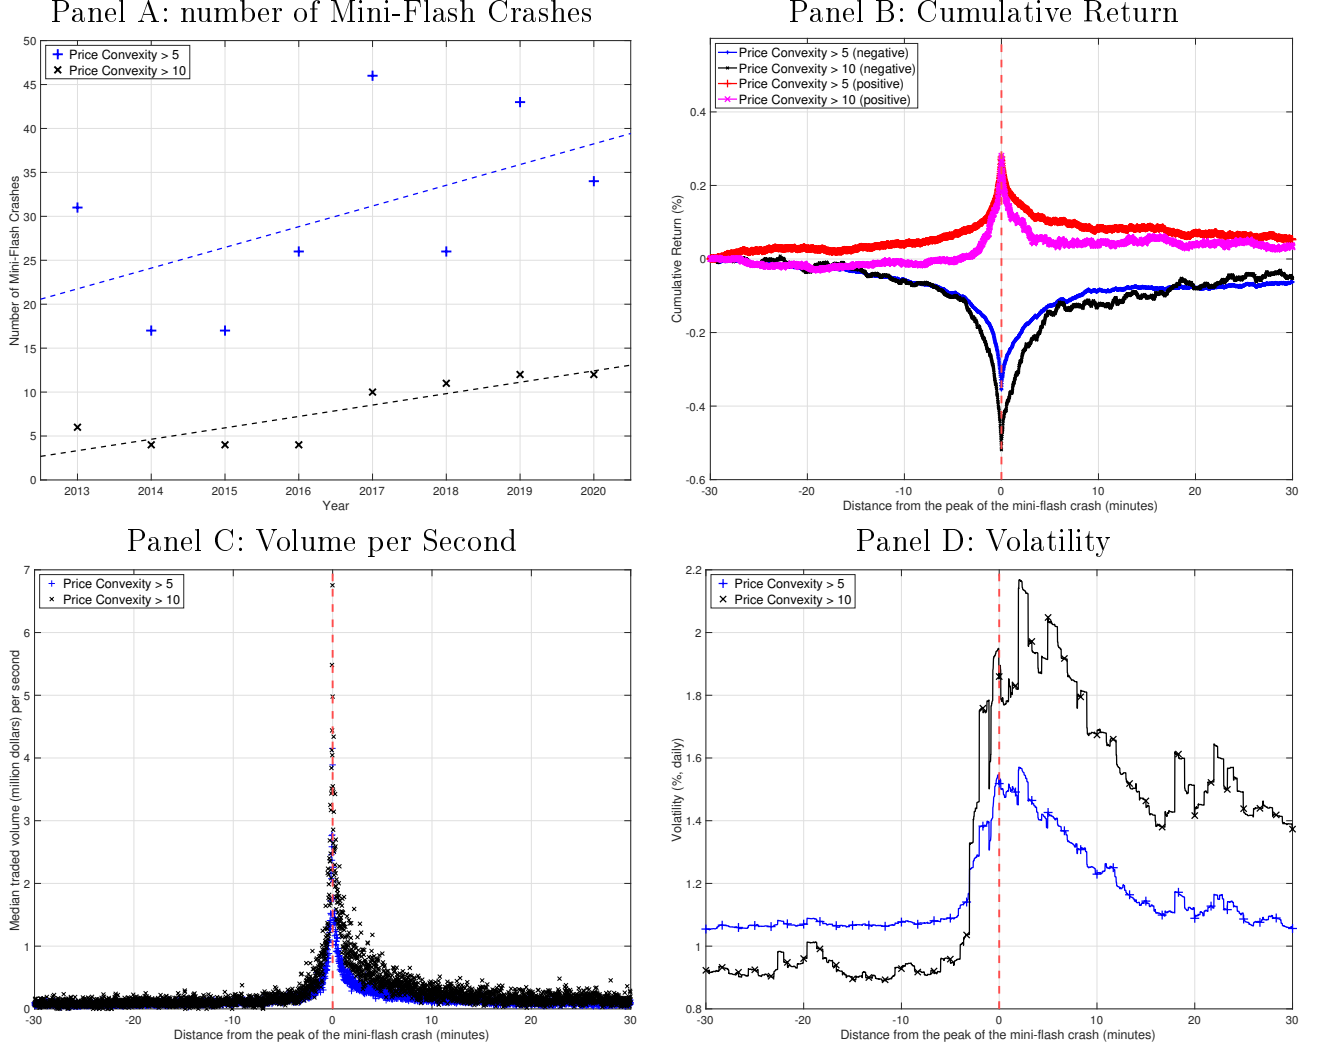 Panel A: number of Mini-Flash Crashes
50
45
40
35
30
25
20
15
10
5
0
Number of Mini-Flash Crashes
Price Convexity > 5
Price Convexity > 10
2013 2014 2015 2016 2017 2018 2019 2020
Year
Panel B: Cumulative Return
0.4
0.2
0
-0.2
-0.4
-0.6
Cumulative Return (%)
Price Convexity > 5 (negative)
Price Convexity > 10 (negative)
Price Convexity > 5 (positive)
Price Convexity > 10 (positive)
-30 -20 -10 0 10 20 30
Distance from the peak of the mini-flash crash (minutes)
Panel C: Volume per Second
7
6
5
4
3
2
1
0
Median traded volume (million dollars) per second
Price Convexity > 5
Price Convexity > 10
-30 -20 -10 0 10 20 30
Distance from the peak of the mini-flash crash (minutes)
Panel D: Volatility
2.2
2
1.8
1.6
1.4
1.2
1
0.8
Volatility (%, daily)
Price Convexity > 5
Price Convexity > 10
-30 -20 -10 0 10 20 30
Distance from the peak of the mini-flash crash (minutes)